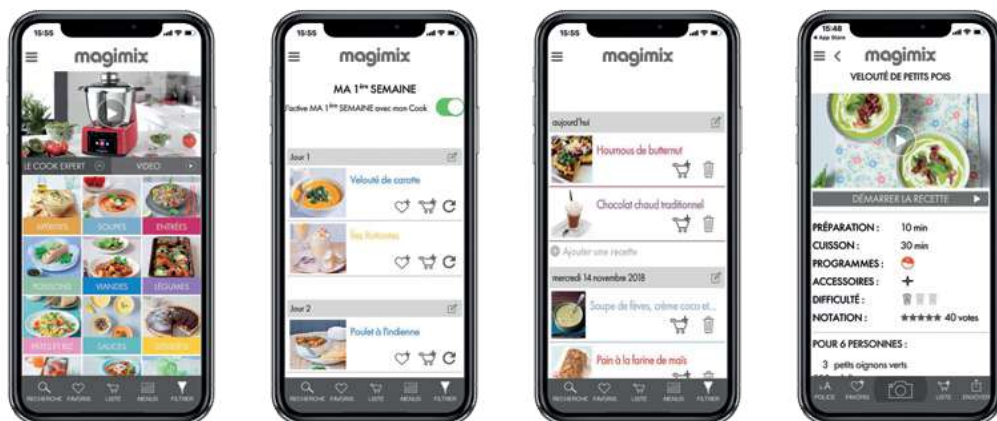 15:55
magimix
LE COOK EXPERT
VIDEO
APÉRITIFS
SOUPES
ENTRÉES
POISSONS
VIANDES
LÉGUMES
PÂTES ET RIZ
SAUCES
DESSERTS
RECHERCHE
FAVORIS
LISTE
MENUS
FILTRER
15:55
magimix
MA 1ère SEMAINE
J'active MA 1ère SEMAINE avec mon Cook
Jour 1
Velouté de carotte
Îles flottantes
Jour 2
Poulet à l'indienne
RECHERCHE
FAVORIS
LISTE
MENUS
FILTRER
15:55
magimix
aujourd'hui
Houmous de butternut
Chocolat chaud traditionnel
Ajouter une recette
mercredi 14 novembre 2018
Soupe de fèves, crème coco et...
Pain à la farine de maïs
RECHERCHE
FAVORIS
LISTE
MENUS
FILTRER
15:48
App Store
magimix
VELOUTÉ DE PETITS POIS
DÉMARRER LA RECETTE
PRÉPARATION : 10 min
CUISSON : 30 min
PROGRAMMES :
ACCESSOIRES :
DIFFICULTÉ :
NOTATION : ★★★★★ 40 votes
POUR 6 PERSONNES :
3 petits oignons verts
POLICE
FAVORIS
LISTE
ENVOYER